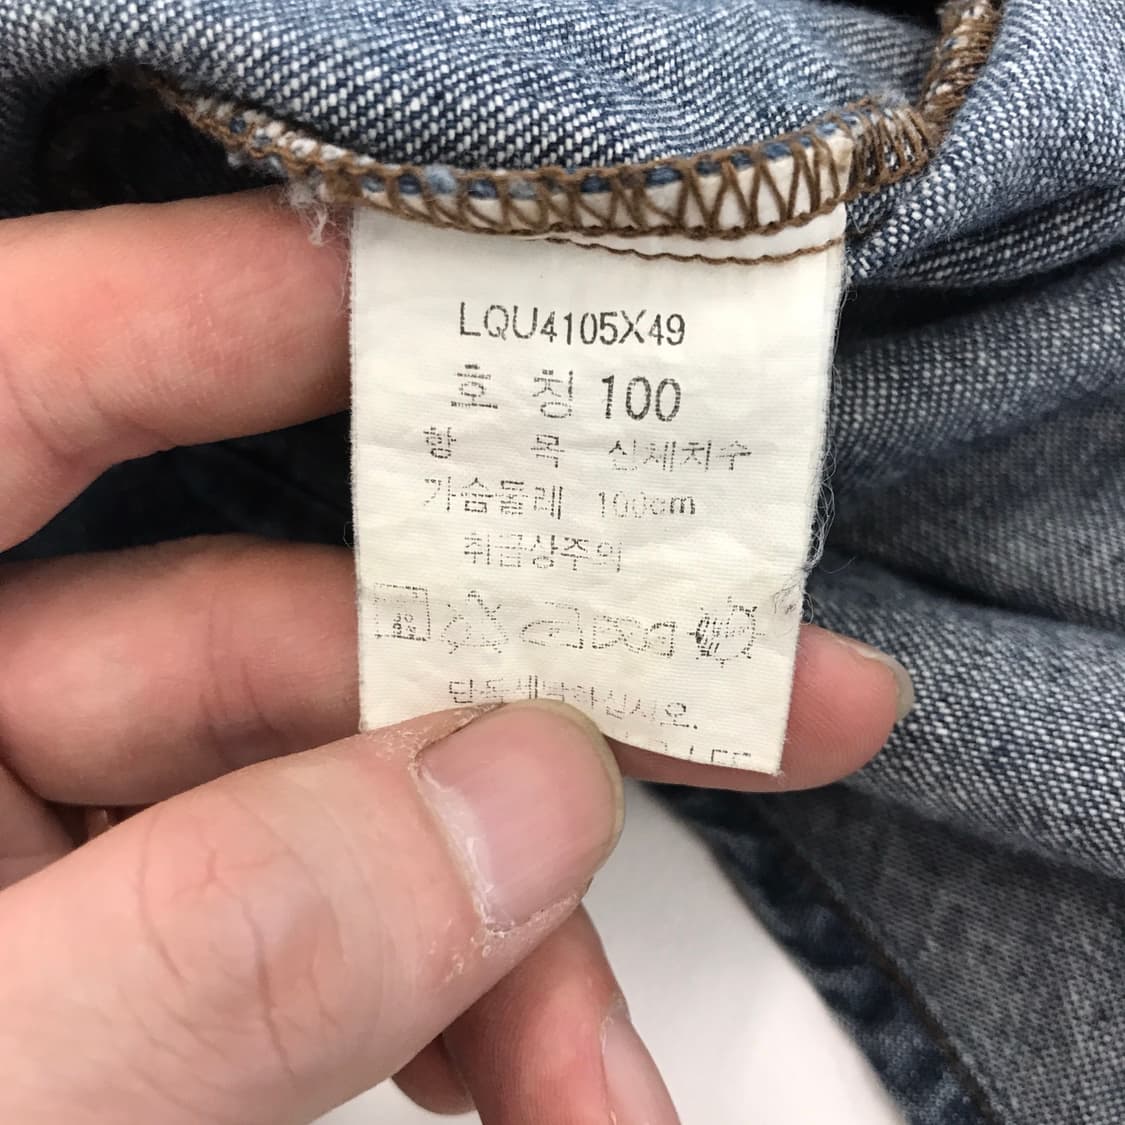 LQU4105X49
호 칭 100
항 목 신체치수
가슴둘레 100cm
취급상주의
단독세탁하십시오.